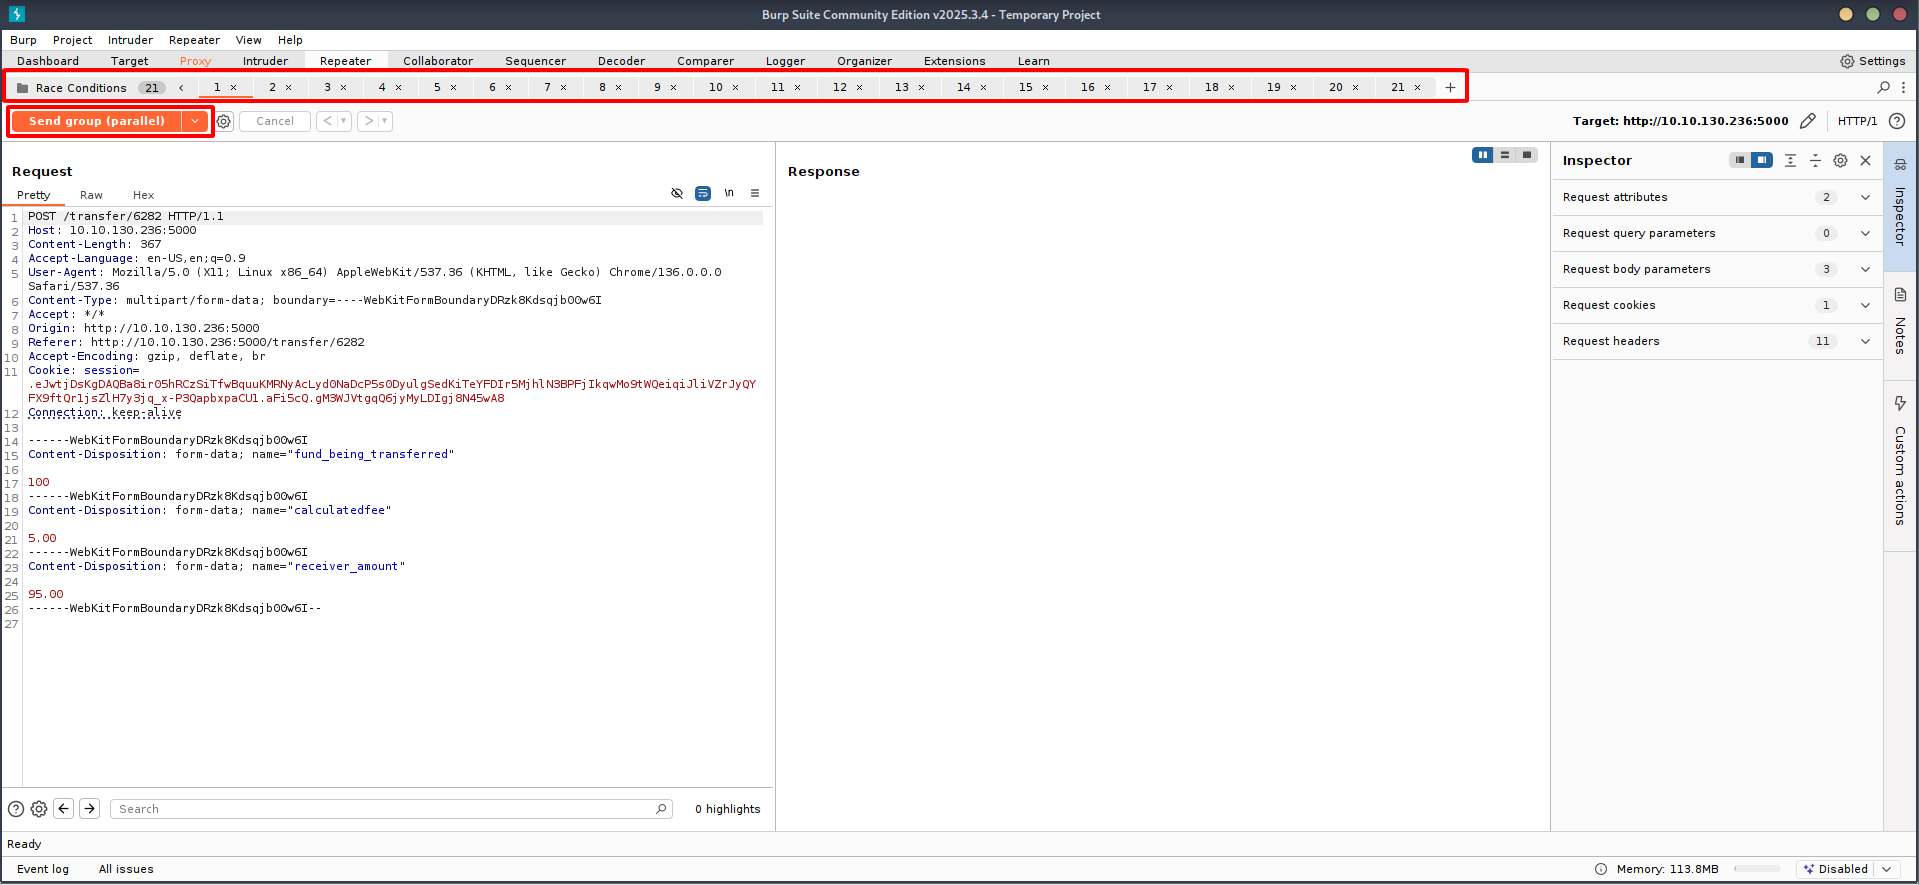 Burp Suite Community Edition v2025.3.4 - Temporary Project
Burp Project Intruder Repeater View Help
Dashboard Target Proxy Intruder Repeater Collaborator Sequencer Decoder Comparer Logger Organizer Extensions Learn Settings
Race Conditions 21 1 2 3 4 5 6 7 8 9 10 11 12 13 14 15 16 17 18 19 20 21
Send group (parallel) Cancel Target: http://10.10.130.236:5000 HTTP/1
Request
Pretty Raw Hex \n
1 POST /transfer/6282 HTTP/1.1
2 Host: 10.10.130.236:5000
3 Content-Length: 367
4 Accept-Language: en-US,en;q=0.9
5 User-Agent: Mozilla/5.0 (X11; Linux x86_64) AppleWebKit/537.36 (KHTML, like Gecko) Chrome/136.0.0.0
Safari/537.36
6 Content-Type: multipart/form-data; boundary=----WebKitFormBoundaryDRzk8Kdsqjb00w6I
7 Accept: */*
8 Origin: http://10.10.130.236:5000
9 Referer: http://10.10.130.236:5000/transfer/6282
10 Accept-Encoding: gzip, deflate, br
11 Cookie: session=
.eJwtjDsKgDAQBa8ir05hRCzSiTfwBquuKMRNyAcLyd0NaDcP5s0DyulgSedKiTeYFDIr5MjhlN3BPFjIkqwMo9tWQeiqiJliVZrJyQY
FX9ftQr1jsZlH7y3jq_x-P3QapbxpaCU1.aFi5cQ.gM3WJVtgqQ6jyMyLDIgj8N45wA8
12 Connection: keep-alive
13
14 ------WebKitFormBoundaryDRzk8Kdsqjb00w6I
15 Content-Disposition: form-data; name="fund_being_transferred"
16
17 100
18 ------WebKitFormBoundaryDRzk8Kdsqjb00w6I
19 Content-Disposition: form-data; name="calculatedfee"
20
21 5.00
22 ------WebKitFormBoundaryDRzk8Kdsqjb00w6I
23 Content-Disposition: form-data; name="receiver_amount"
24
25 95.00
26 ------WebKitFormBoundaryDRzk8Kdsqjb00w6I--
27
Search 0 highlights
Response
Inspector
Request attributes 2
Request query parameters 0
Request body parameters 3
Request cookies 1
Request headers 11
Inspector
Notes
Custom actions
Ready
Event log All issues Memory: 113.8MB Disabled